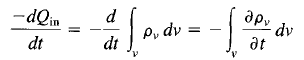 −dQ_in/dt = −d/dt ∫_v ρ_v dv = −∫_v ∂ρ_v/∂t dv